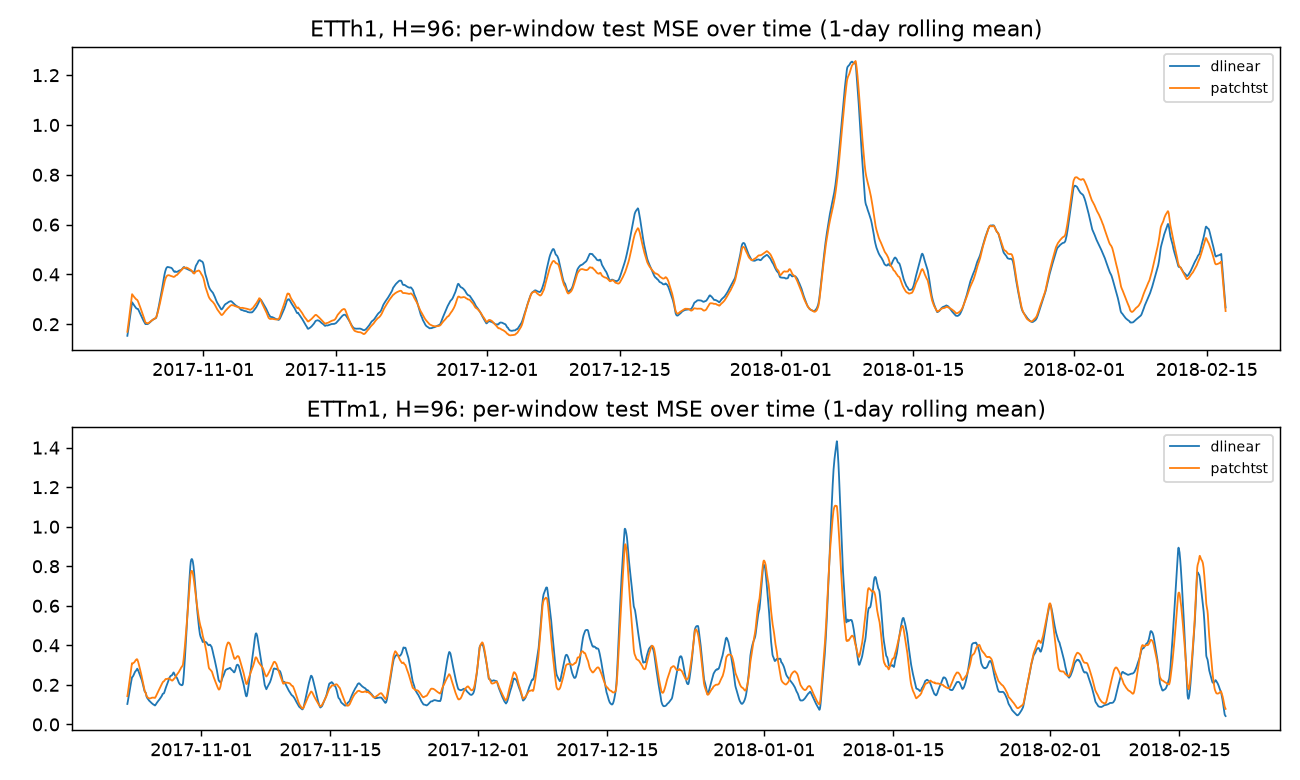 ETTh1, H=96: per-window test MSE over time (1-day rolling mean)
dlinear
patchtst
1.2
1.0
0.8
0.6
0.4
0.2
2017-11-01 2017-11-15 2017-12-01 2017-12-15 2018-01-01 2018-01-15 2018-02-01 2018-02-15
ETTm1, H=96: per-window test MSE over time (1-day rolling mean)
dlinear
patchtst
1.4
1.2
1.0
0.8
0.6
0.4
0.2
0.0
2017-11-01 2017-11-15 2017-12-01 2017-12-15 2018-01-01 2018-01-15 2018-02-01 2018-02-15